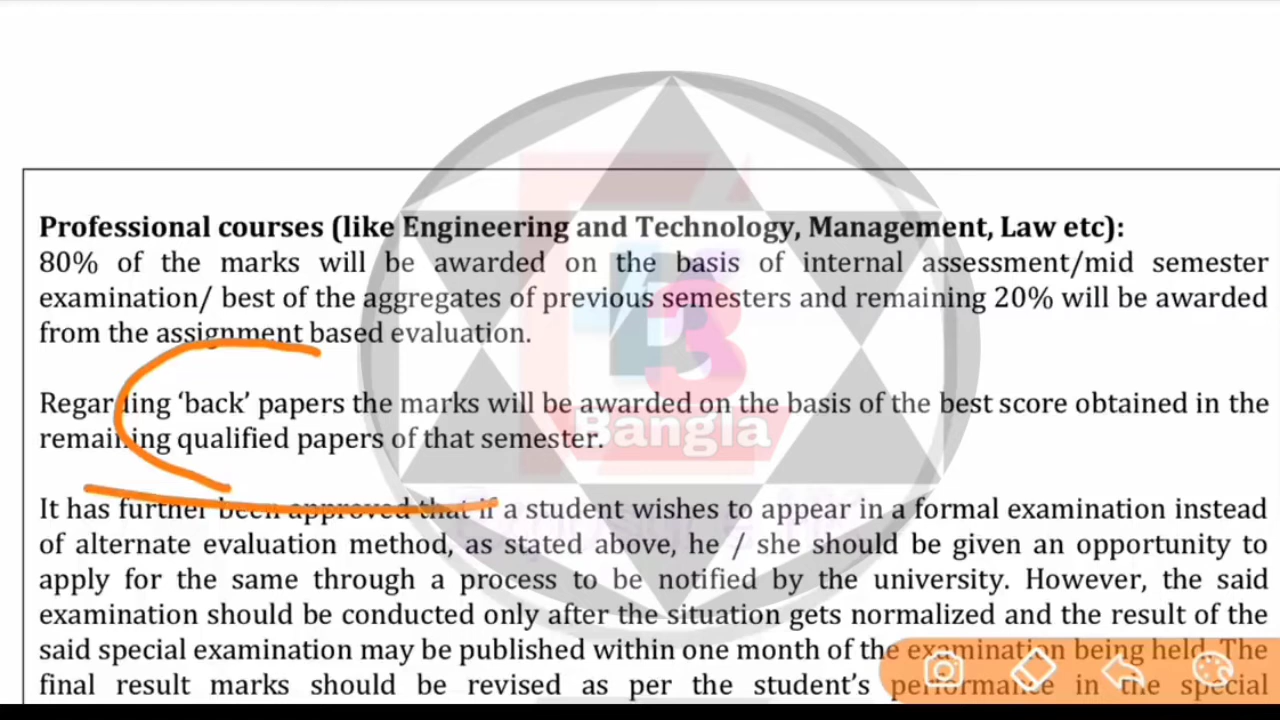 Professional courses (like Engineering and Technology, Management, Law etc):
80% of the marks will be awarded on the basis of internal assessment/mid semester
examination/ best of the aggregates of previous semesters and remaining 20% will be awarded
from the assignment based evaluation.
Regarding ‘back’ papers the marks will be awarded on the basis of the best score obtained in the
remaining qualified papers of that semester.
Bangla
It has further been approved that if a student wishes to appear in a formal examination instead
of alternate evaluation method, as stated above, he / she should be given an opportunity to
apply for the same through a process to be notified by the university. However, the said
examination should be conducted only after the situation gets normalized and the result of the
said special examination may be published within one month of the examination being held. The
final result marks should be revised as per the student’s performance in the special